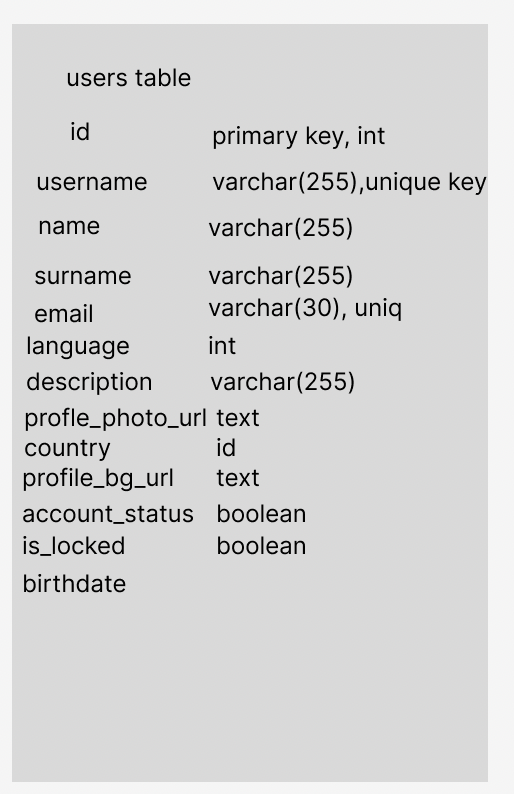 users table
id primary key, int
username varchar(255),unique key
name varchar(255)
surname varchar(255)
email varchar(30), uniq
language int
description varchar(255)
profle_photo_url text
country id
profile_bg_url text
account_status boolean
is_locked boolean
birthdate